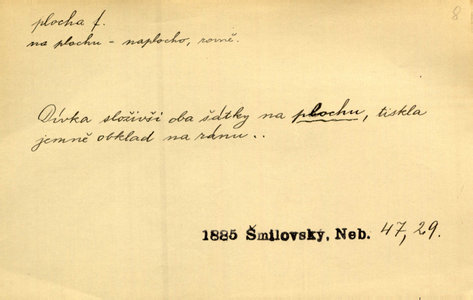 plocha f.
8
na plochu - naplocho, rovně.
Dívka složivši oba šátky na plochu, tiskla
jemně obklad na ránu..
1885 Šmilovský, Neb. 47, 29.